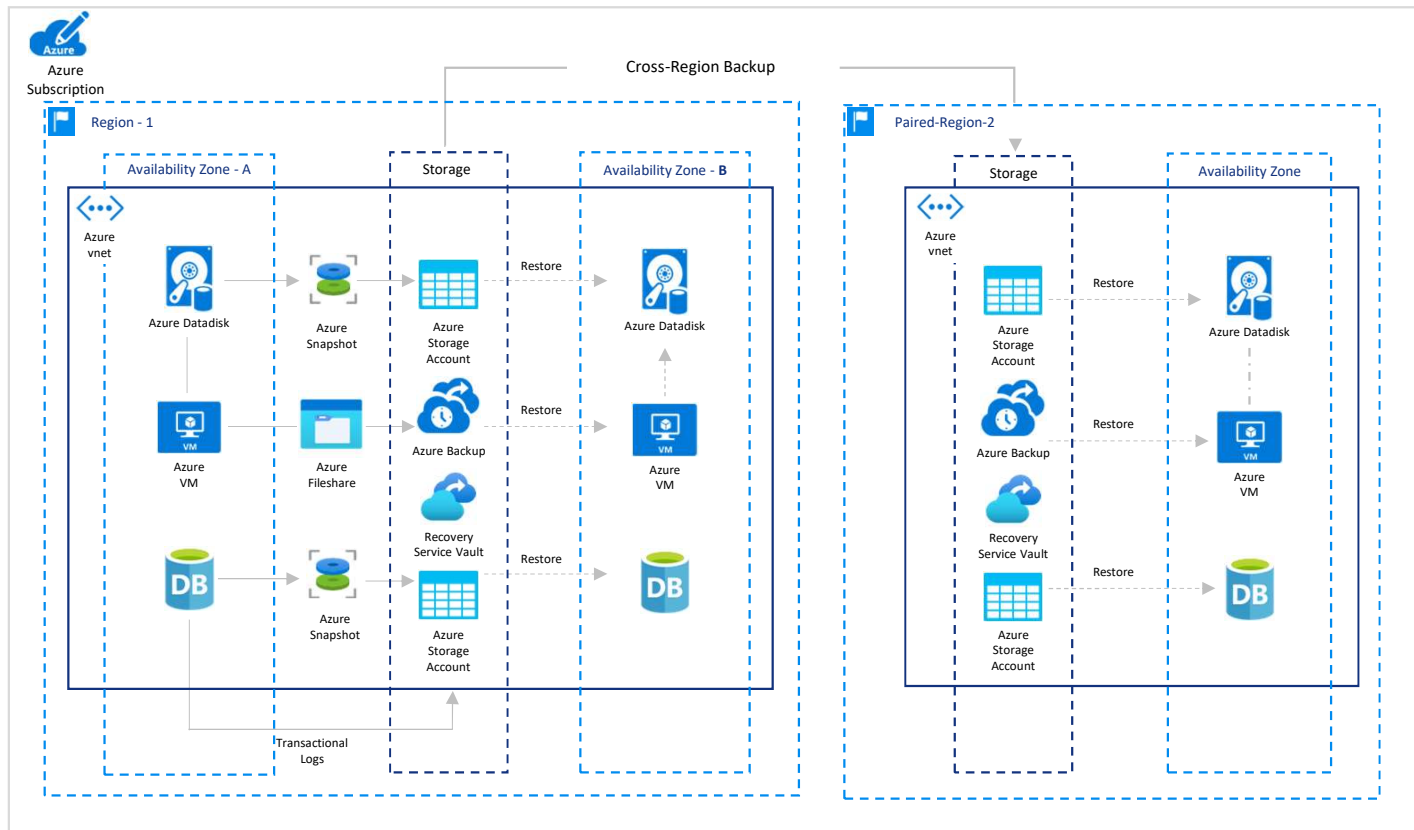 Azure
Azure
Subscription
Cross-Region Backup
Region - 1
Paired-Region-2
Availability Zone - A
Storage
Availability Zone - B
Storage
Availability Zone
Azure
vnet
Azure
vnet
Restore
Restore
Azure Datadisk
Azure
Snapshot
Azure
Storage
Account
Azure Datadisk
Azure
Storage
Account
Azure Datadisk
Restore
Restore
VM
VM
VM
Azure
VM
Azure
Fileshare
Azure Backup
Azure
VM
Azure Backup
Azure
VM
Recovery
Service Vault
Recovery
Service Vault
Restore
Restore
DB
DB
DB
Azure
Snapshot
Azure
Storage
Account
Azure
Storage
Account
Transactional
Logs